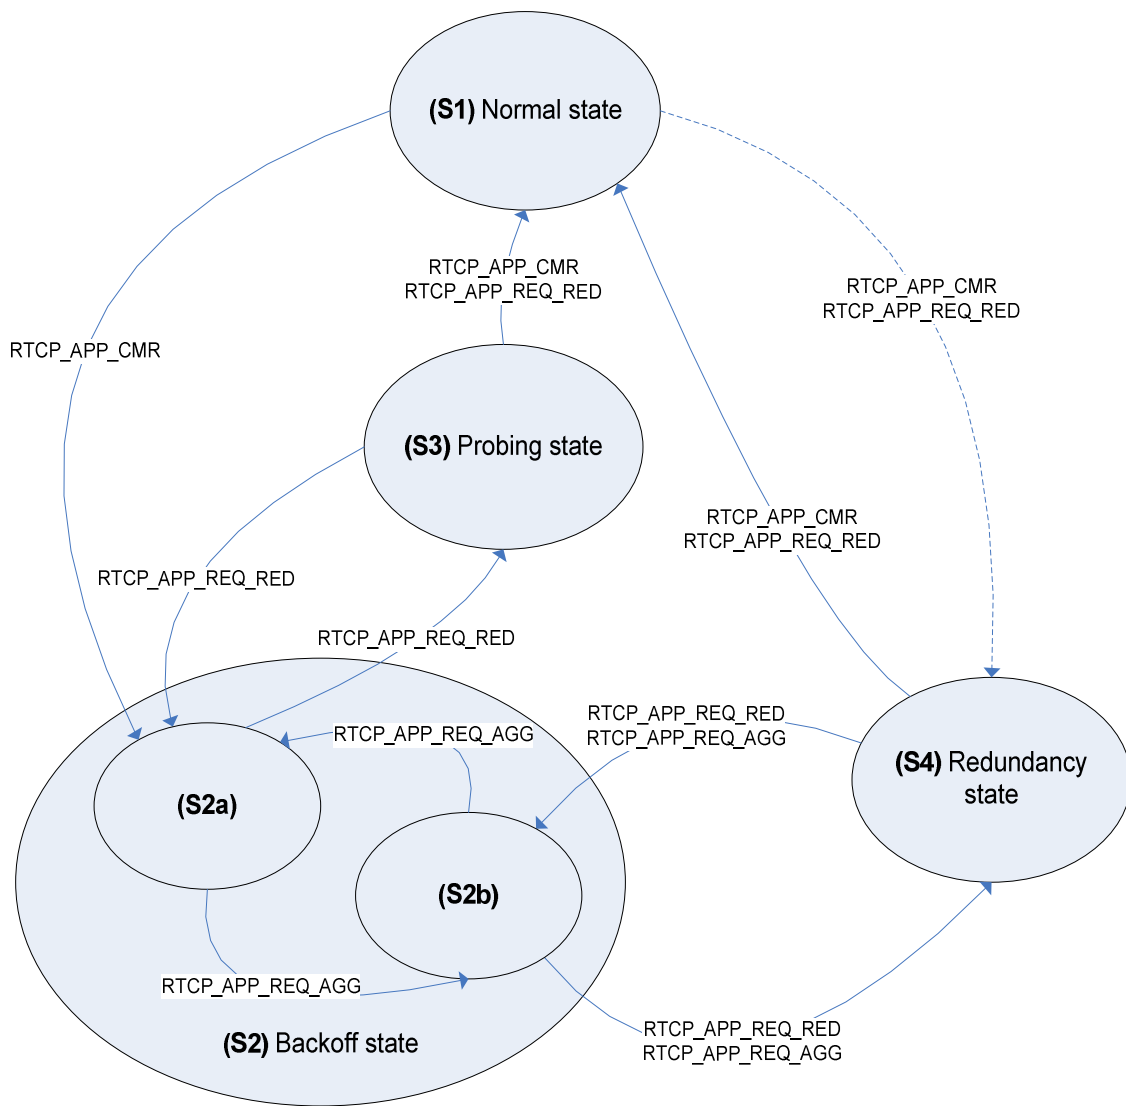 (S1) Normal state
RTCP_APP_CMR
RTCP_APP_REQ_RED
RTCP_APP_CMR
RTCP_APP_REQ_RED
RTCP_APP_CMR
(S3) Probing state
RTCP_APP_CMR
RTCP_APP_REQ_RED
RTCP_APP_REQ_RED
RTCP_APP_REQ_RED
RTCP_APP_REQ_RED
RTCP_APP_REQ_AGG
RTCP_APP_REQ_AGG
(S4) Redundancy
state
(S2a)
(S2b)
RTCP_APP_REQ_AGG
(S2) Backoff state
RTCP_APP_REQ_RED
RTCP_APP_REQ_AGG